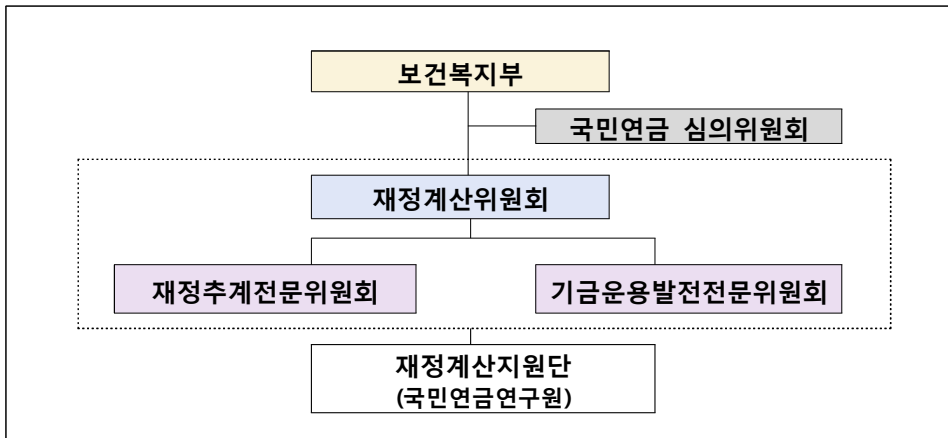 보건복지부
국민연금 심의위원회
재정계산위원회
재정추계전문위원회
기금운용발전전문위원회
재정계산지원단
(국민연금연구원)